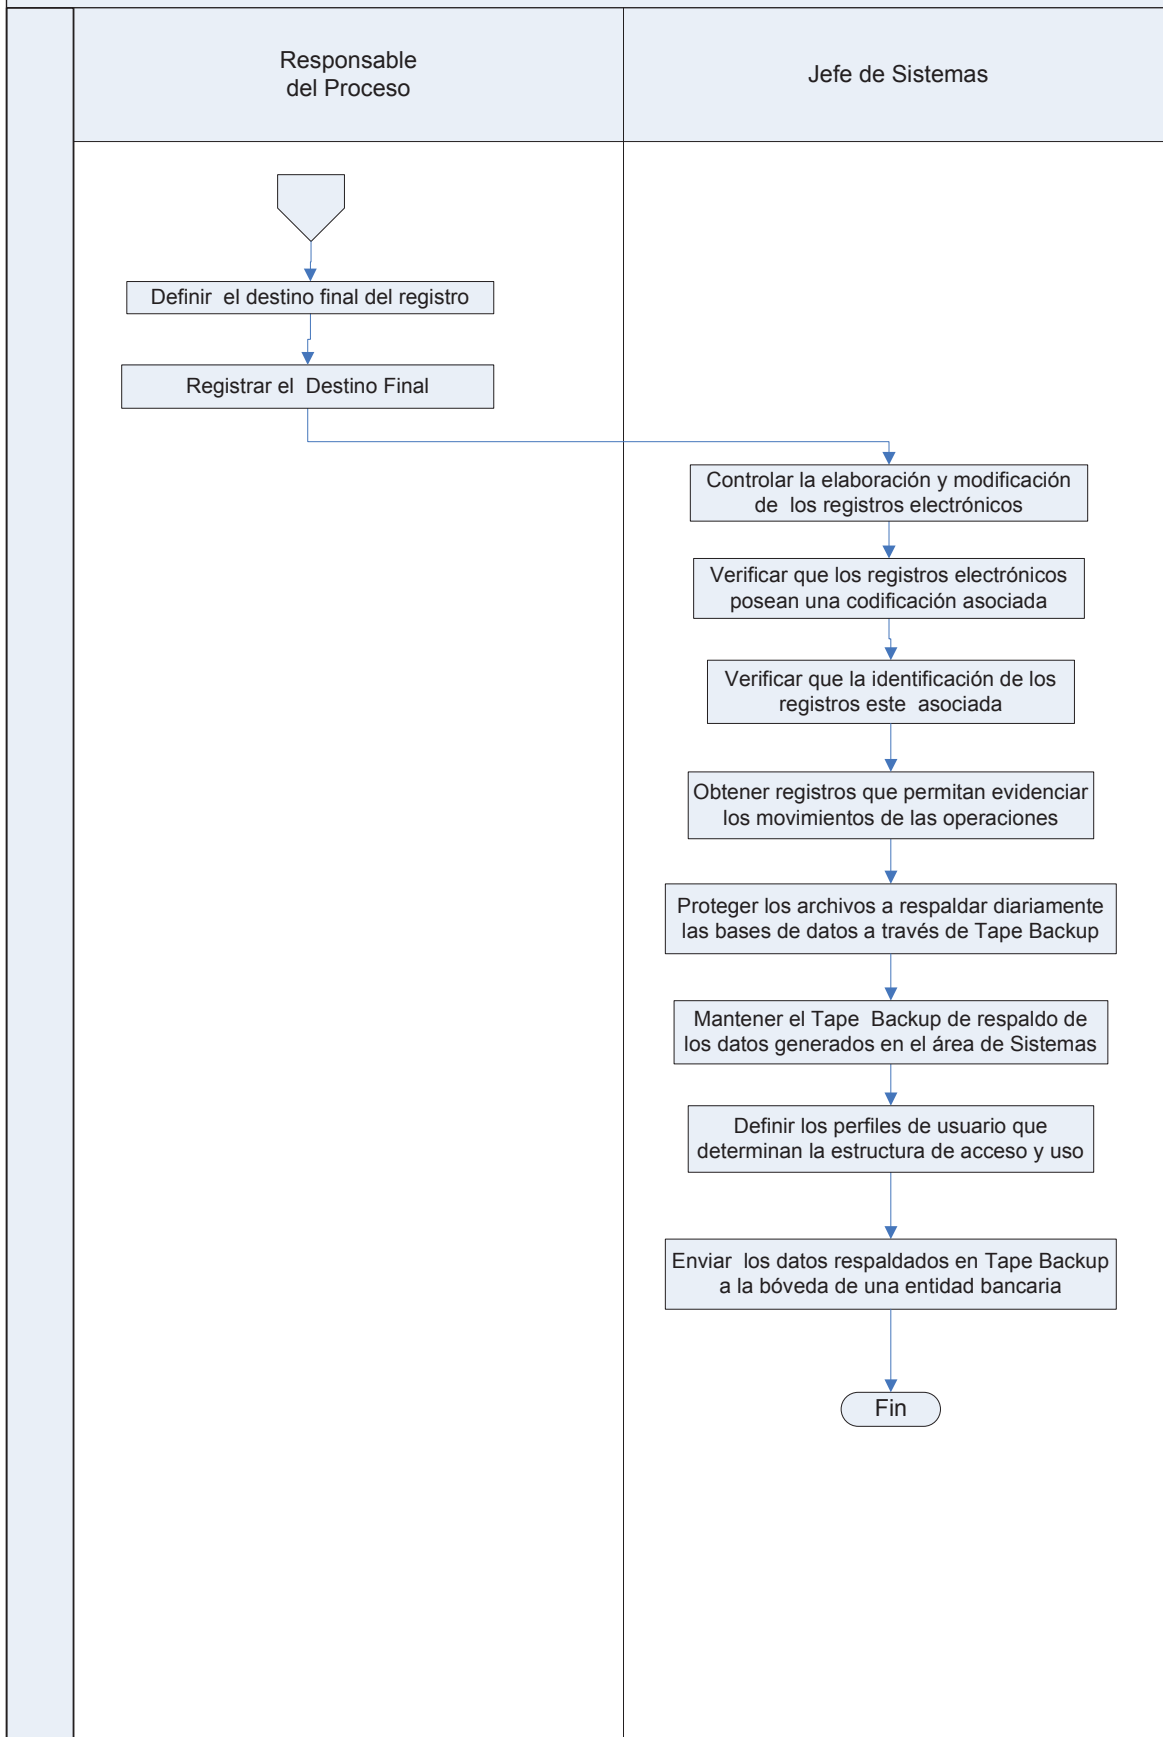 Responsable
del Proceso
Jefe de Sistemas
Definir el destino final del registro
Registrar el Destino Final
Controlar la elaboración y modificación
de los registros electrónicos
Verificar que los registros electrónicos
posean una codificación asociada
Verificar que la identificación de los
registros este asociada
Obtener registros que permitan evidenciar
los movimientos de las operaciones
Proteger los archivos a respaldar diariamente
las bases de datos a través de Tape Backup
Mantener el Tape Backup de respaldo de
los datos generados en el área de Sistemas
Definir los perfiles de usuario que
determinan la estructura de acceso y uso
Enviar los datos respaldados en Tape Backup
a la bóveda de una entidad bancaria
Fin